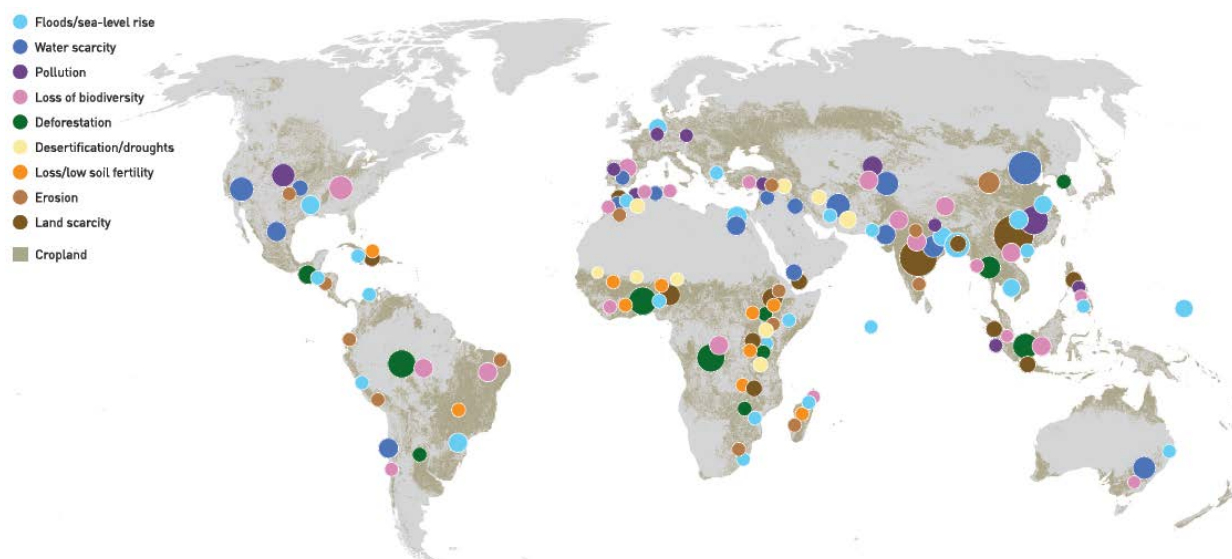 Floods/sea-level rise
Water scarcity
Pollution
Loss of biodiversity
Deforestation
Desertification/droughts
Loss/low soil fertility
Erosion
Land scarcity
Cropland